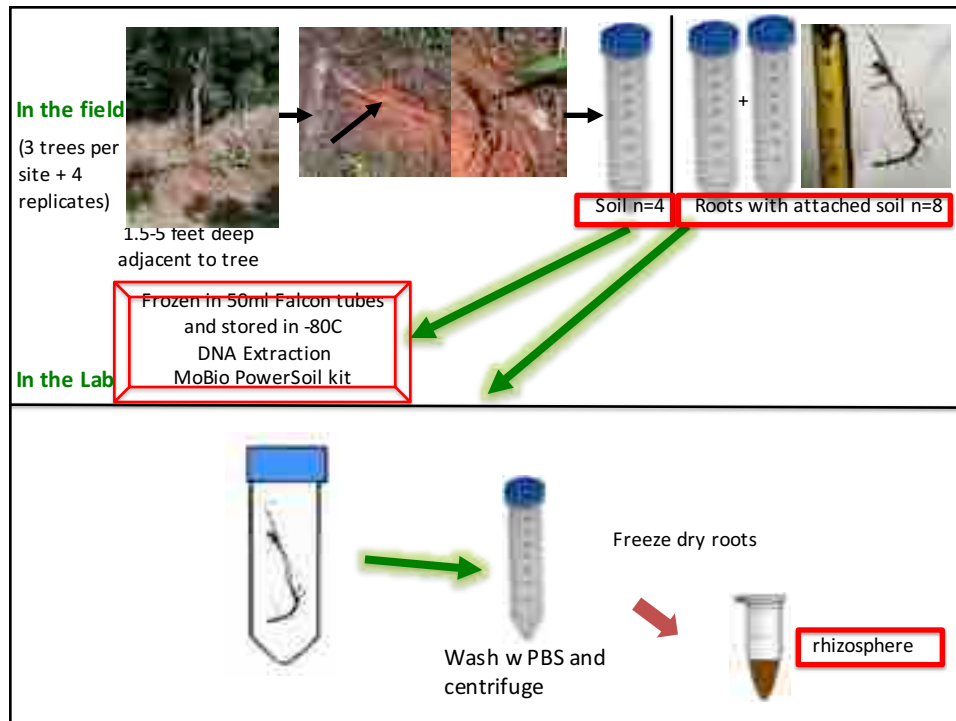 In the field
(3 trees per
site + 4
replicates)
+
Soil n=4
Roots with attached soil n=8
1.5-5 feet deep
adjacent to tree
Frozen in 50ml Falcon tubes
and stored in -80C
DNA Extraction
MoBio PowerSoil kit
In the Lab
Freeze dry roots
Wash w PBS and
centrifuge
rhizosphere